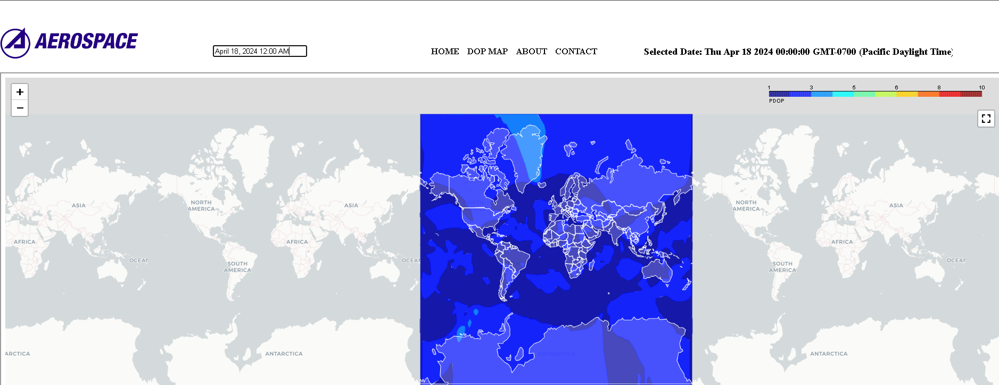 AEROSPACE
April 18, 2024 12:00 AM
HOME DOP MAP ABOUT CONTACT
Selected Date: Thu Apr 18 2024 00:00:00 GMT-0700 (Pacific Daylight Time)
+
−
1 3 5 6 8 10
PDOP
ASIA
NORTH
AMERICA
ASIA
NORTH
AMERICA
ASIA
AFRICA
AFRICA
AFRICA
OCEAN
SOUTH
AMERICA
OCEAN
SOUTH
AMERICA
OCEAN
ARCTICA
ANTARCTICA
ANTARCTICA
ANTARCTICA